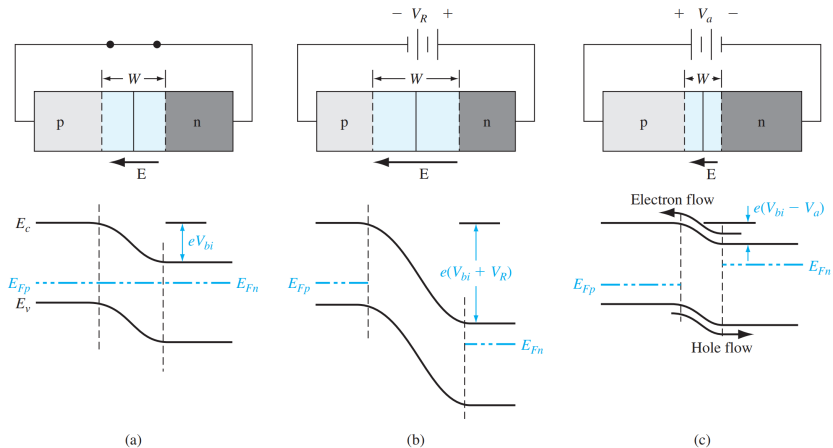 − V_R +
+ V_a −
W
W
W
p
n
p
n
p
n
E
E
E
E_c
eV_bi
E_Fp
E_Fn
E_v
E_Fp
e(V_bi + V_R)
E_Fn
Electron flow
e(V_bi − V_a)
E_Fn
E_Fp
Hole flow
(a)
(b)
(c)